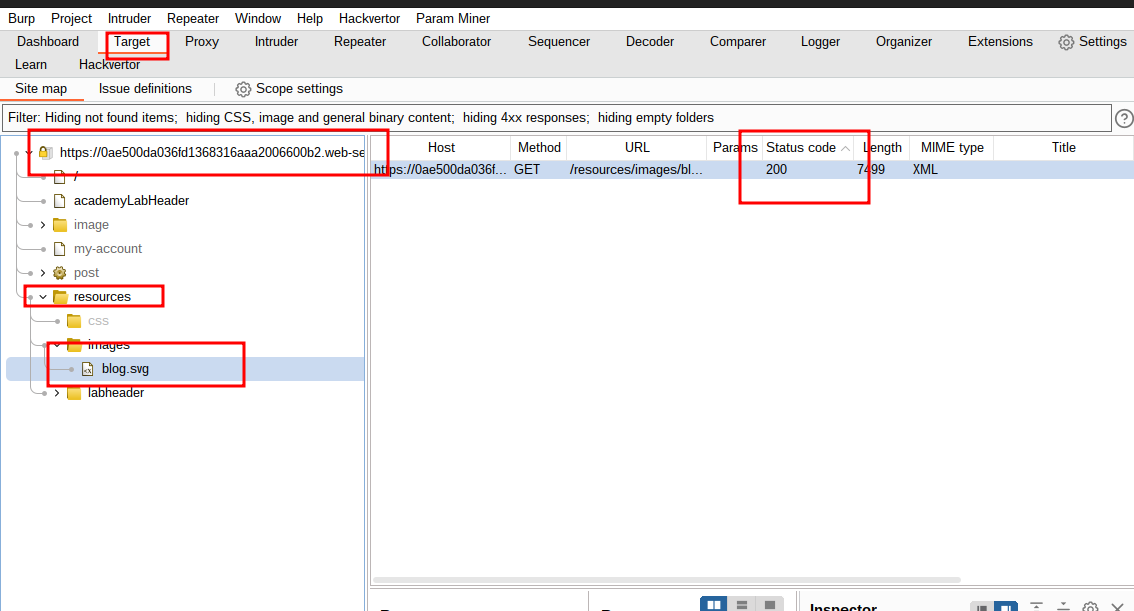 Burp Project Intruder Repeater Window Help Hackvertor Param Miner
Dashboard Target Proxy Intruder Repeater Collaborator Sequencer Decoder Comparer Logger Organizer Extensions Settings
Learn Hackvertor
Site map Issue definitions Scope settings
Filter: Hiding not found items; hiding CSS, image and general binary content; hiding 4xx responses; hiding empty folders
?
https://0ae500da036fd1368316aaa2006600b2.web-se
/
academyLabHeader
image
my-account
post
resources
css
images
blog.svg
labheader
Host Method URL Params Status code Length MIME type Title
https://0ae500da036f... GET /resources/images/bl... 200 7499 XML
Inspector